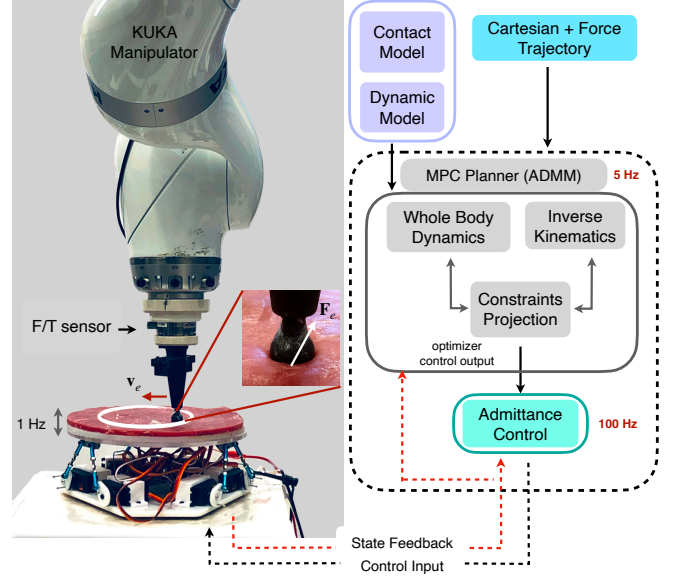 KUKA
Manipulator
F/T sensor
F_e
v_e
1 Hz
Contact
Model
Dynamic
Model
Cartesian + Force
Trajectory
MPC Planner (ADMM)
5 Hz
Whole Body
Dynamics
Inverse
Kinematics
Constraints
Projection
optimizer
control output
Admittance
Control
100 Hz
State Feedback
Control Input